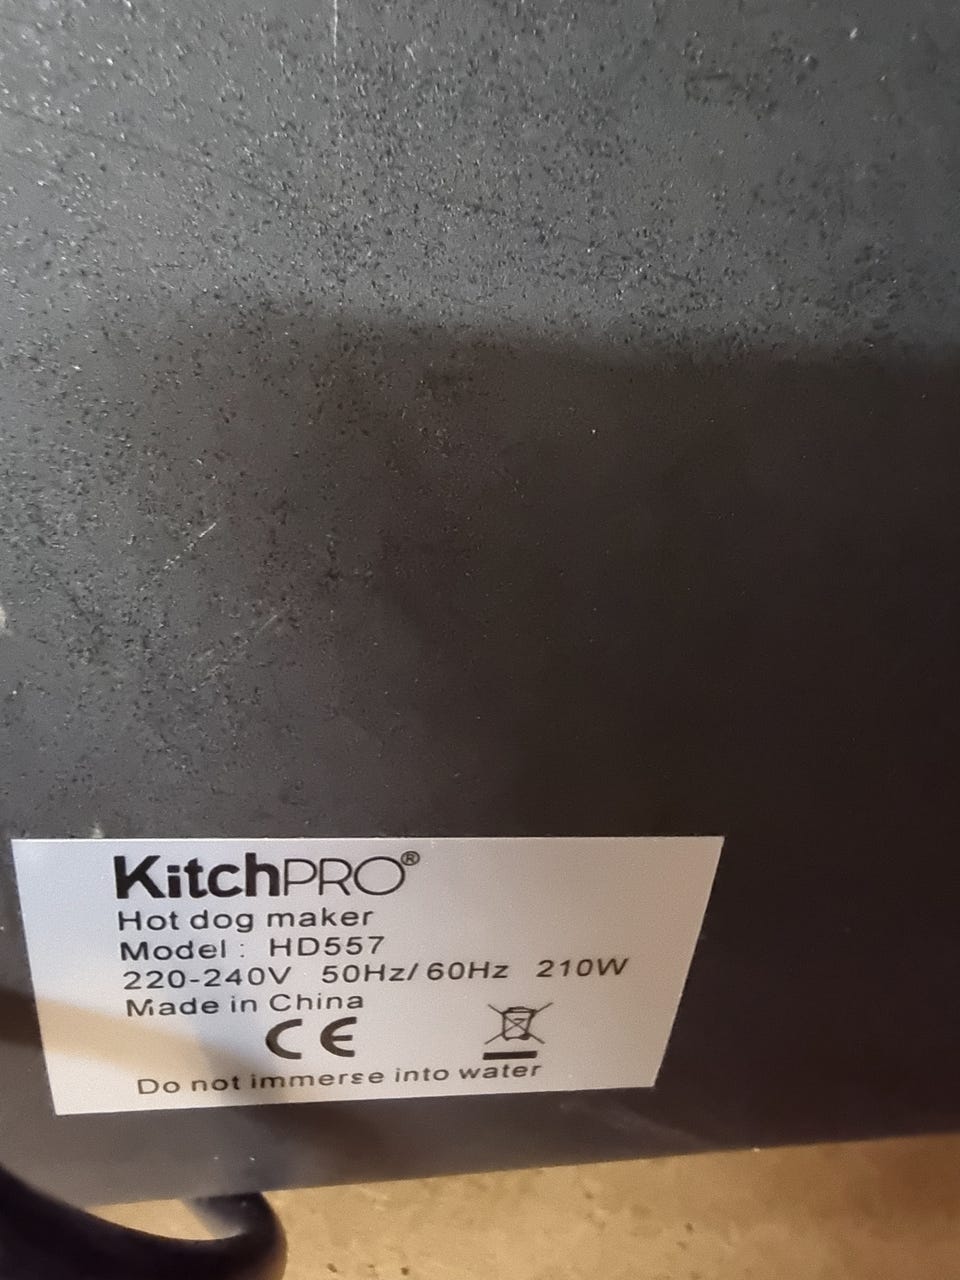 KitchPRO®
Hot dog maker
Model : HD557
220-240V 50Hz/60Hz 210W
Made in China
CE
Do not immerse into water